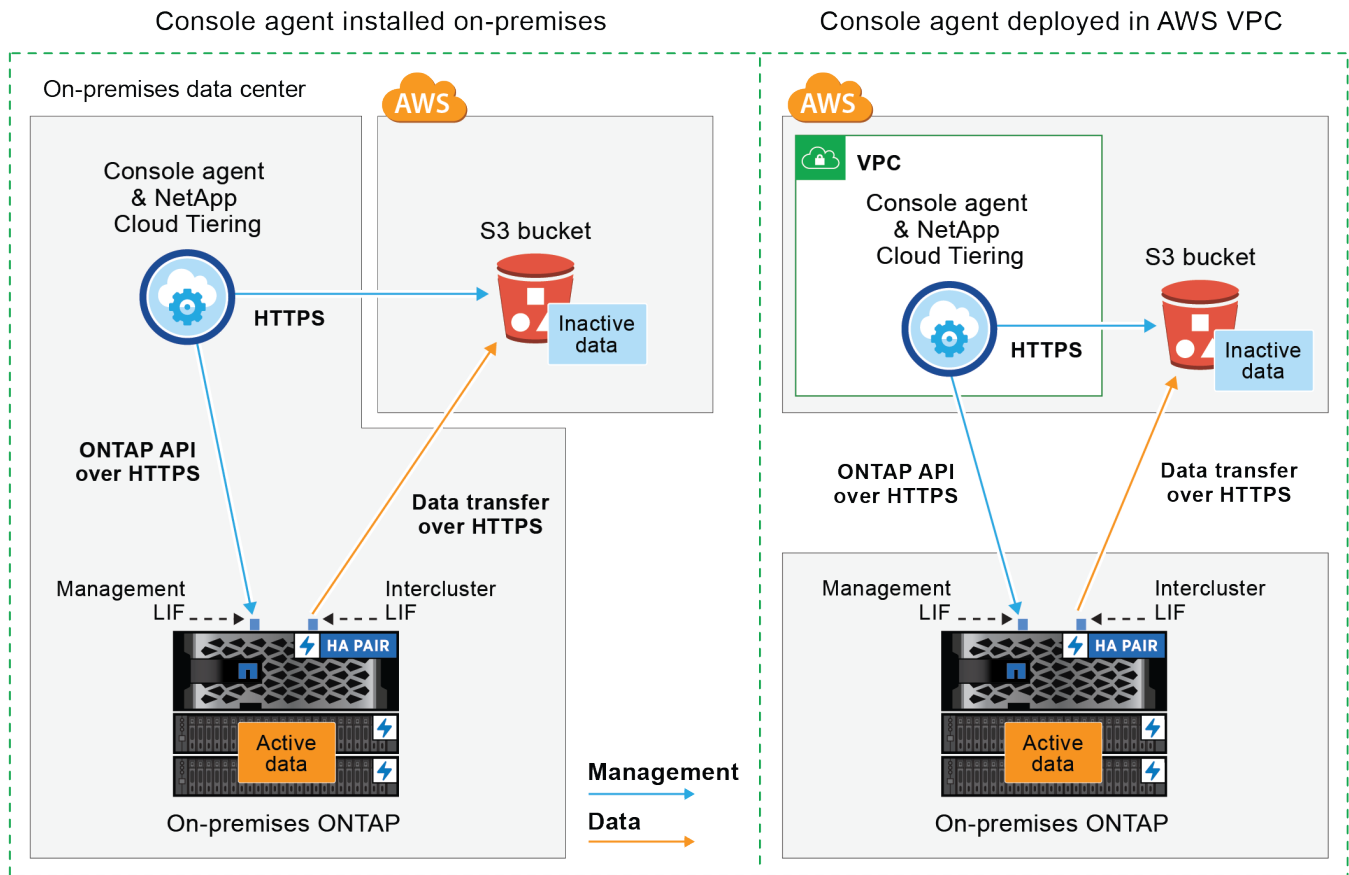 Console agent installed on-premises
On-premises data center
AWS
Console agent
& NetApp
Cloud Tiering
S3 bucket
HTTPS
Inactive
data
ONTAP API
over HTTPS
Data transfer
over HTTPS
Management
LIF
Intercluster
LIF
HA PAIR
Active
data
On-premises ONTAP
Management
Data
Console agent deployed in AWS VPC
AWS
VPC
Console agent
& NetApp
Cloud Tiering
S3 bucket
HTTPS
Inactive
data
ONTAP API
over HTTPS
Data transfer
over HTTPS
Management
LIF
Intercluster
LIF
HA PAIR
Active
data
On-premises ONTAP